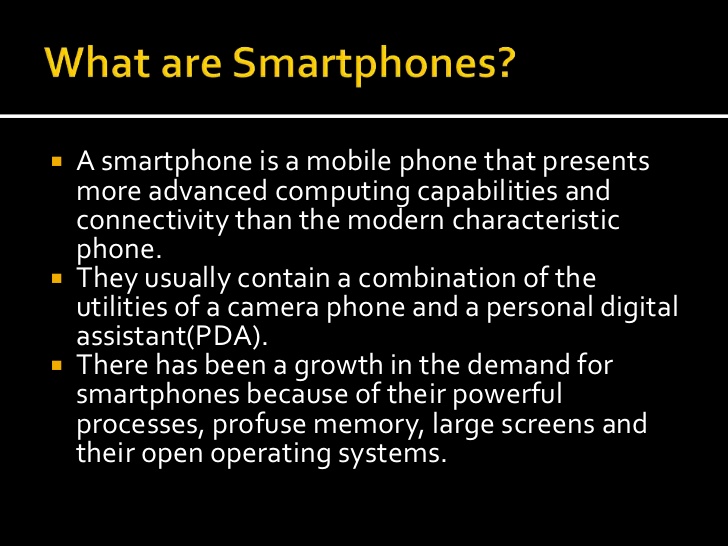 What are Smartphones?
A smartphone is a mobile phone that presents
more advanced computing capabilities and
connectivity than the modern characteristic
phone.
They usually contain a combination of the
utilities of a camera phone and a personal digital
assistant(PDA).
There has been a growth in the demand for
smartphones because of their powerful
processes, profuse memory, large screens and
their open operating systems.